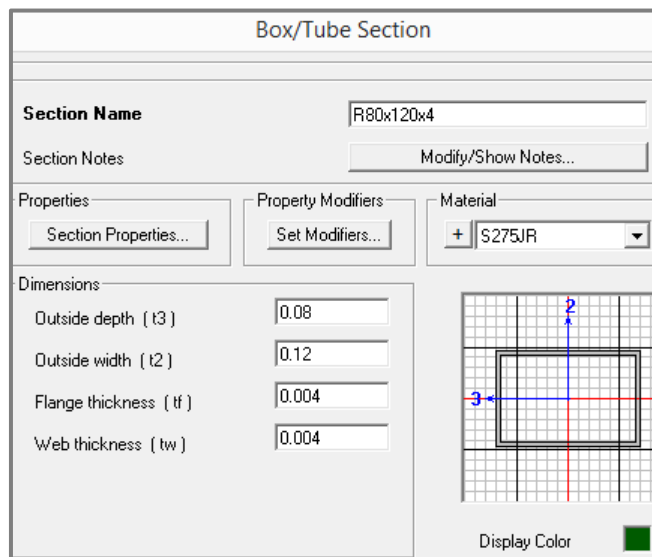 Box/Tube Section
Section Name R80x120x4
Section Notes Modify/Show Notes...
Properties Property Modifiers Material
Section Properties... Set Modifiers... + S275JR
Dimensions
Outside depth ( t3 ) 0.08
Outside width ( t2 ) 0.12
Flange thickness ( tf ) 0.004
Web thickness ( tw ) 0.004
2
3
Display Color